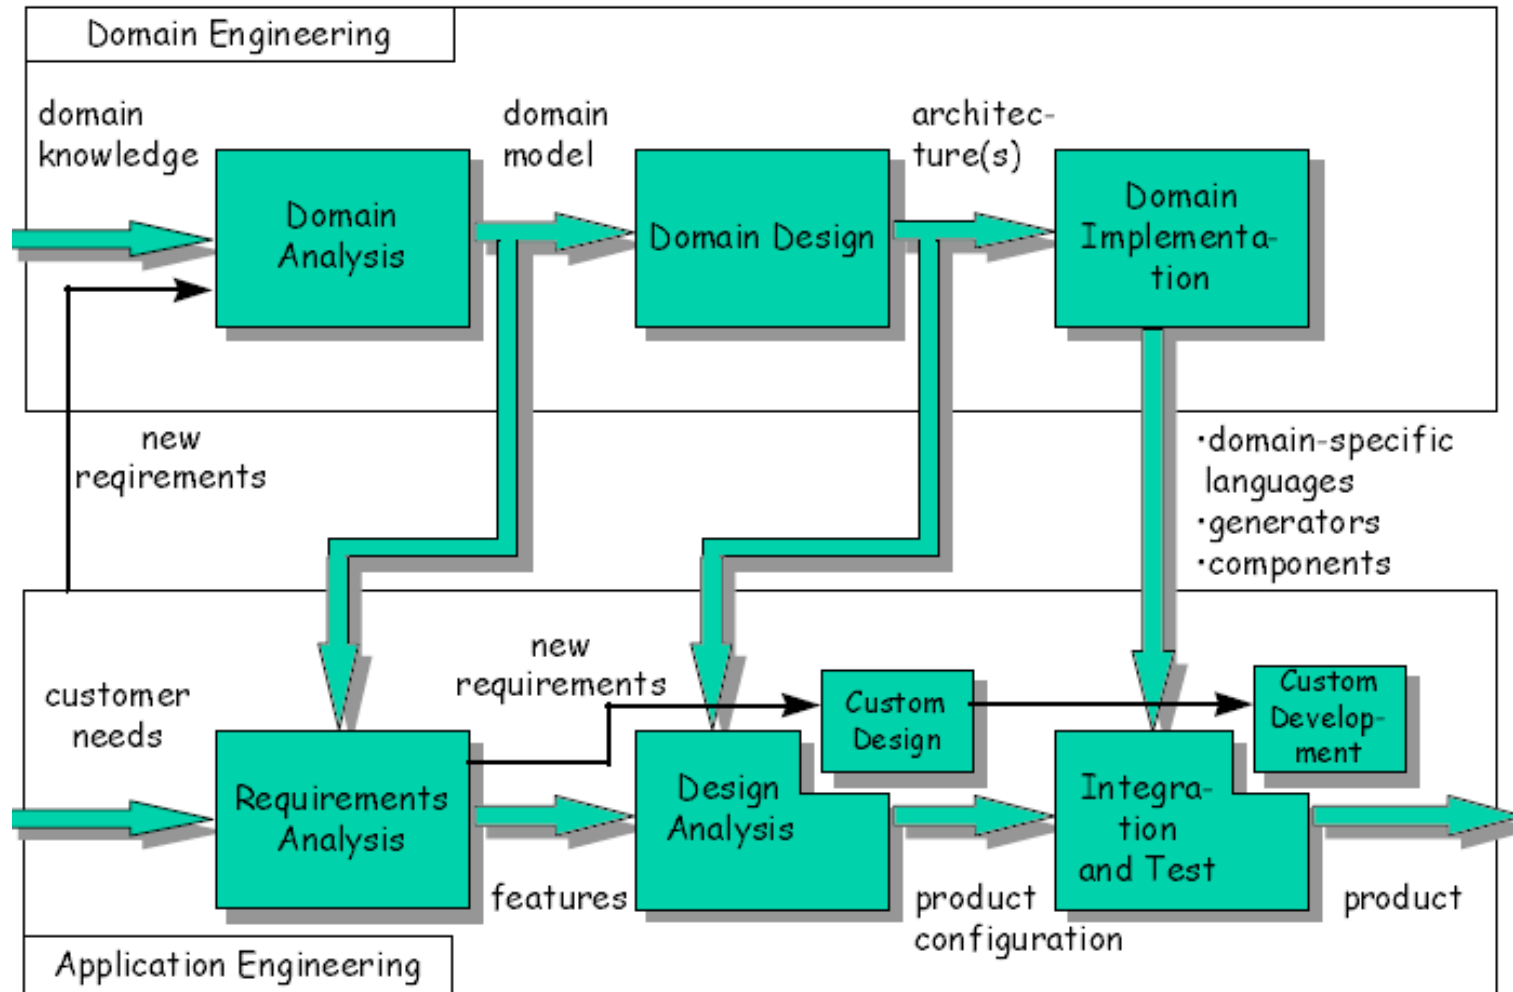 Domain Engineering
domain
knowledge
domain
model
architec-
ture(s)
Domain
Analysis
Domain Design
Domain
Implementa-
tion
new
reqirements
·domain-specific
languages
·generators
·components
customer
needs
new
requirements
Custom
Design
Custom
Develop-
ment
Requirements
Analysis
Design
Analysis
Integra-
tion
and Test
features
product
configuration
product
Application Engineering